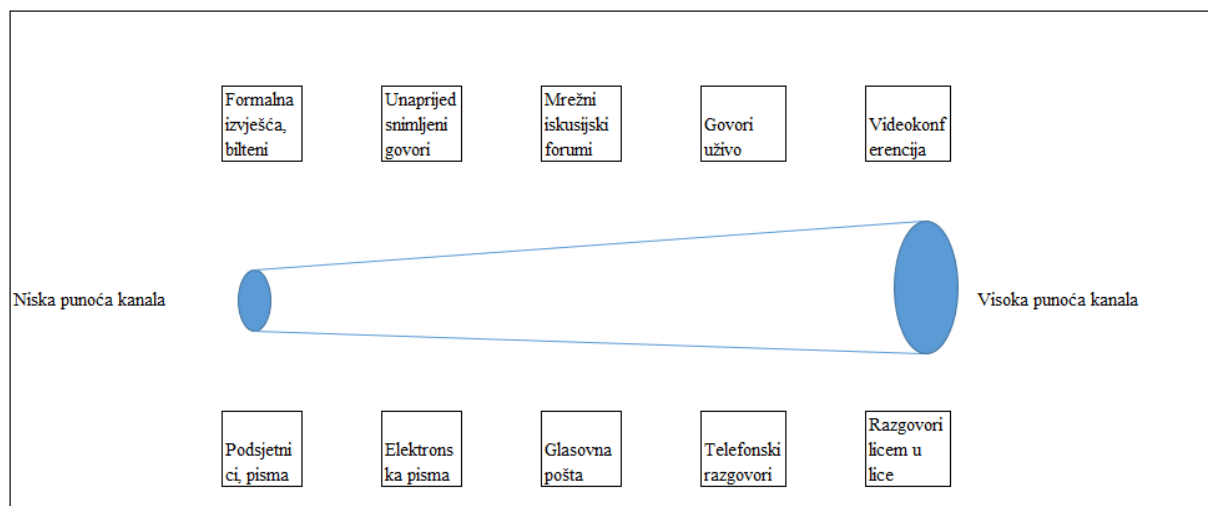 Formalna
izvješća,
bilteni
Unaprijed
snimljeni
govori
Mrežni
iskusijski
forumi
Govori
uživo
Videokonf
erencija
Niska punoća kanala
Visoka punoća kanala
Podsjetni
ci, pisma
Elektrons
ka pisma
Glasovna
pošta
Telefonski
razgovori
Razgovori
licem u
lice